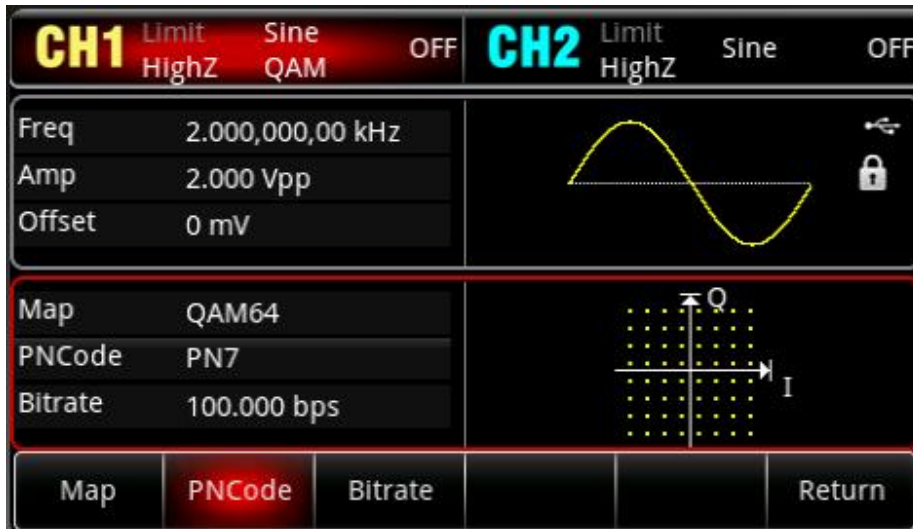 CH1 Limit Sine OFF CH2 Limit Sine OFF
HighZ QAM HighZ
Freq 2.000,000,00 kHz
Amp 2.000 Vpp
Offset 0 mV
Map QAM64
PNCode PN7
Bitrate 100.000 bps
Q
I
Map PNCode Bitrate Return